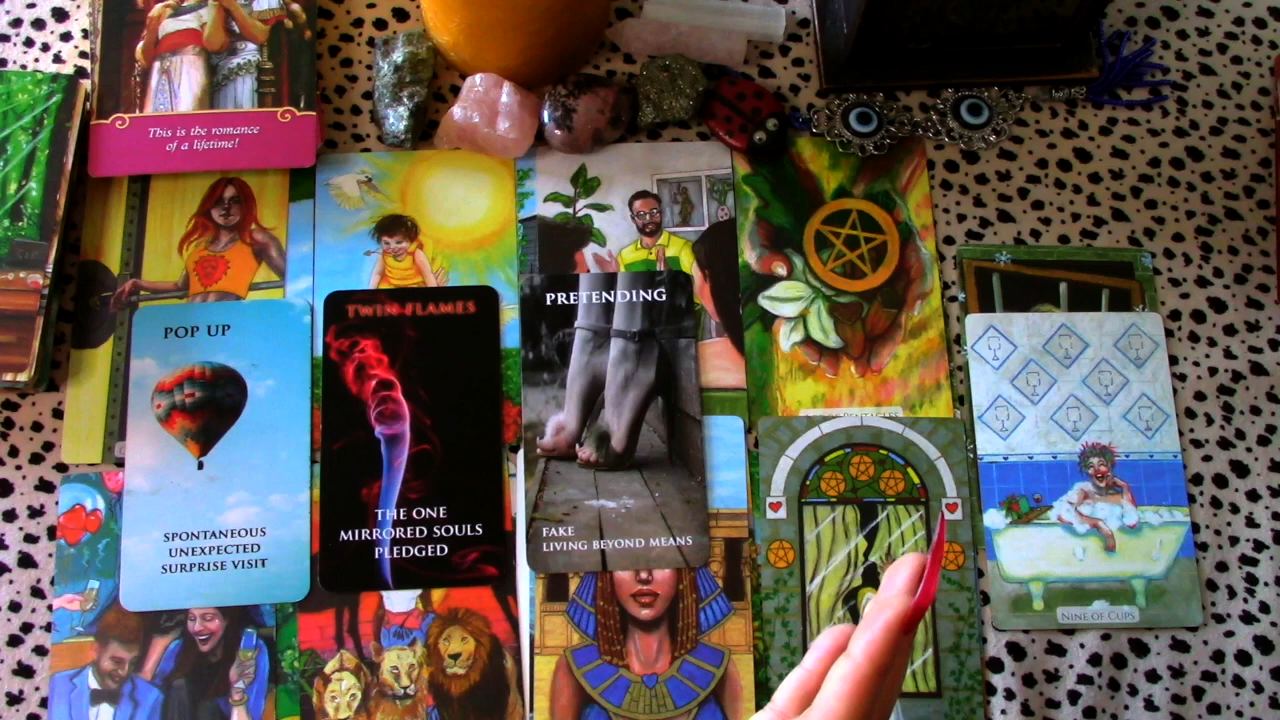 This is the romance
of a lifetime!
POP UP
SPONTANEOUS
UNEXPECTED
SURPRISE VISIT
TWIN FLAMES
THE ONE
MIRRORED SOULS
PLEDGED
PRETENDING
FAKE
LIVING BEYOND MEANS
PENTACLES
NINE OF CUPS